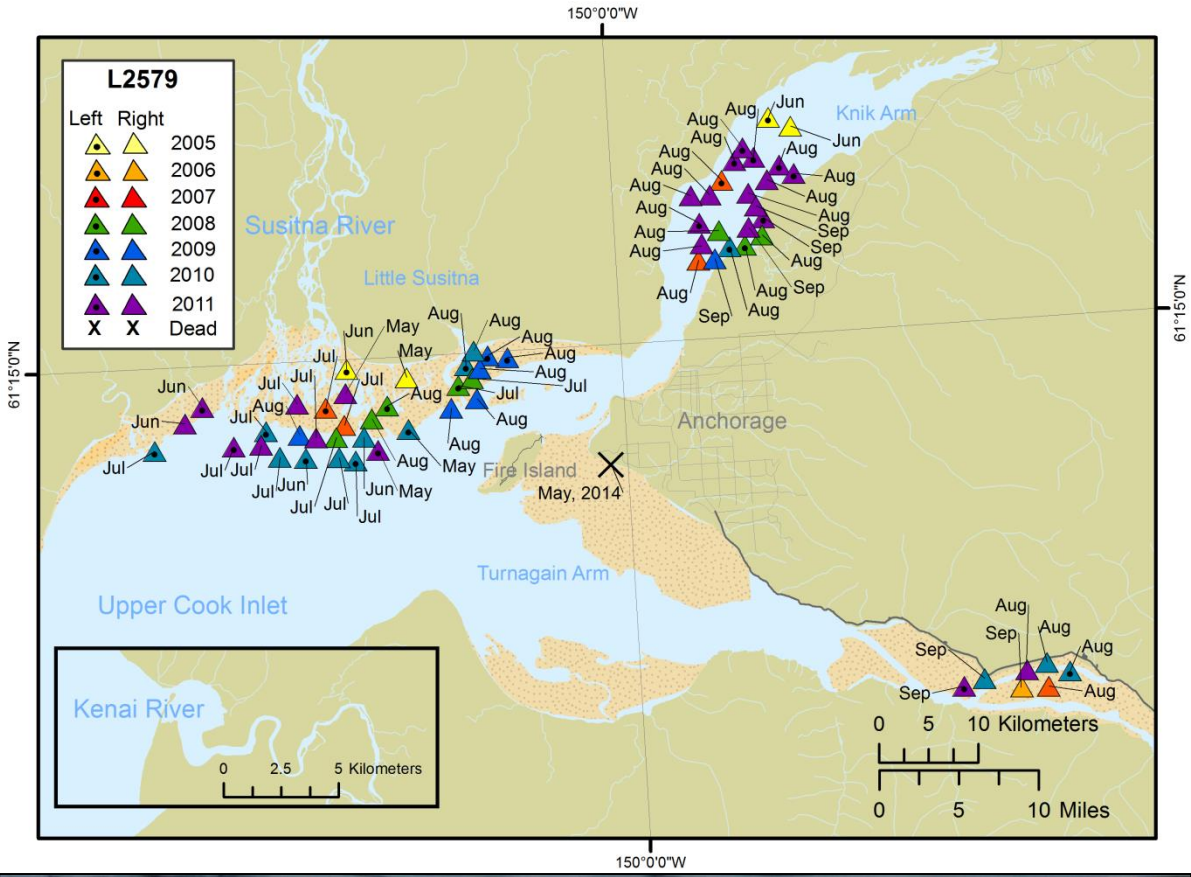 150°0'0"W
L2579
Left Right
2005
2006
2007
2008
2009
2010
2011
X X Dead
Knik Arm
Jun
Aug
Jun
Aug
Aug
Aug
Aug
Aug
Aug
Aug
Aug
Aug
Aug
Aug
Sep
Aug
Sep
Aug
Aug
Sep
Aug
Sep
Aug
Susitna River
Little Susitna
61°15'0"N
61°15'0"N
Aug
Aug
Aug
Aug
Aug
Jul
Jul
Aug
Aug
May
Jun
May
Jul
Jul
Jul
Jul
Aug
Jun
Jun
Jul
Aug
Jul
Aug
May
May
Jul
Jul
Jul
Jun
Jul
Jul
Jun
Jul
Anchorage
Fire Island
X
May, 2014
Turnagain Arm
Upper Cook Inlet
Aug
Sep
Aug
Aug
Sep
Sep
Aug
Kenai River
0 2.5 5 Kilometers
0 5 10 Kilometers
0 5 10 Miles
150°0'0"W